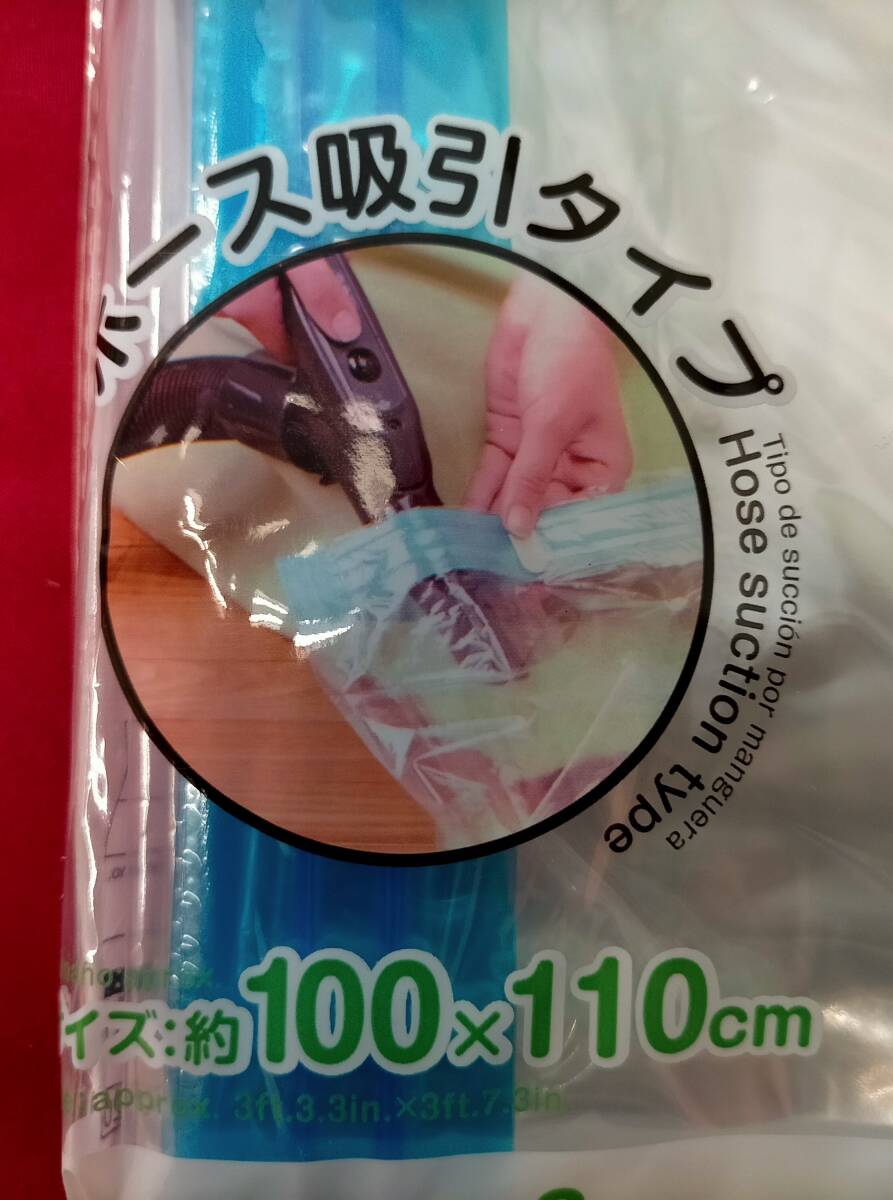 ホース吸引タイプ
Hose suction type
Tipo de succión por manguera
イズ:約100×110cm
approx. 3ft.3.3in.×3ft.7.3in.